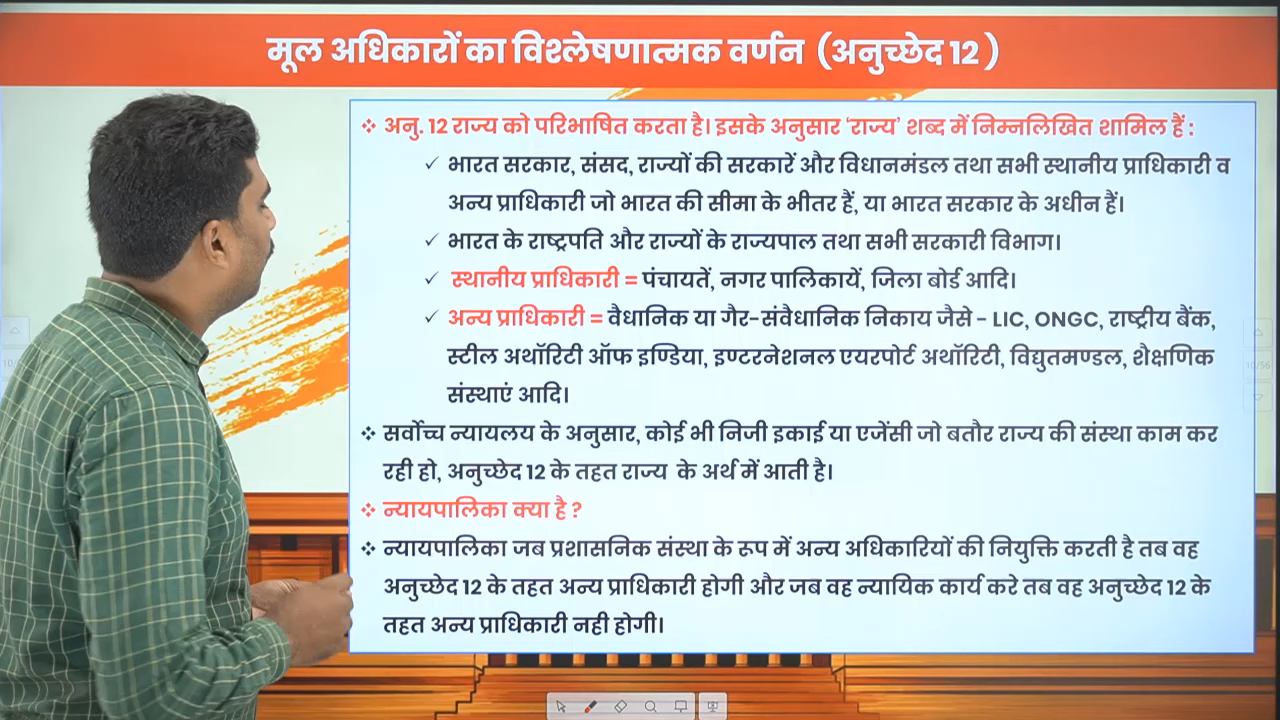 मूल अधिकारों का विश्लेषणात्मक वर्णन (अनुच्छेद 12)
❖ अनु. 12 राज्य को परिभाषित करता है। इसके अनुसार ‘राज्य’ शब्द में निम्नलिखित शामिल हैं :
✓ भारत सरकार, संसद, राज्यों की सरकारें और विधानमंडल तथा सभी स्थानीय प्राधिकारी व
अन्य प्राधिकारी जो भारत की सीमा के भीतर हैं, या भारत सरकार के अधीन हैं।
✓ भारत के राष्ट्रपति और राज्यों के राज्यपाल तथा सभी सरकारी विभाग।
✓ स्थानीय प्राधिकारी = पंचायतें, नगर पालिकायें, जिला बोर्ड आदि।
✓ अन्य प्राधिकारी = वैधानिक या गैर-संवैधानिक निकाय जैसे - LIC, ONGC, राष्ट्रीय बैंक,
स्टील अथॉरिटी ऑफ इण्डिया, इण्टरनेशनल एयरपोर्ट अथॉरिटी, विद्युतमण्डल, शैक्षणिक
संस्थाएं आदि।
❖ सर्वोच्च न्यायलय के अनुसार, कोई भी निजी इकाई या एजेंसी जो बतौर राज्य की संस्था काम कर
रही हो, अनुच्छेद 12 के तहत राज्य के अर्थ में आती है।
❖ न्यायपालिका क्या है ?
❖ न्यायपालिका जब प्रशासनिक संस्था के रूप में अन्य अधिकारियों की नियुक्ति करती है तब वह
अनुच्छेद 12 के तहत अन्य प्राधिकारी होगी और जब वह न्यायिक कार्य करे तब वह अनुच्छेद 12 के
तहत अन्य प्राधिकारी नही होगी।
10/56